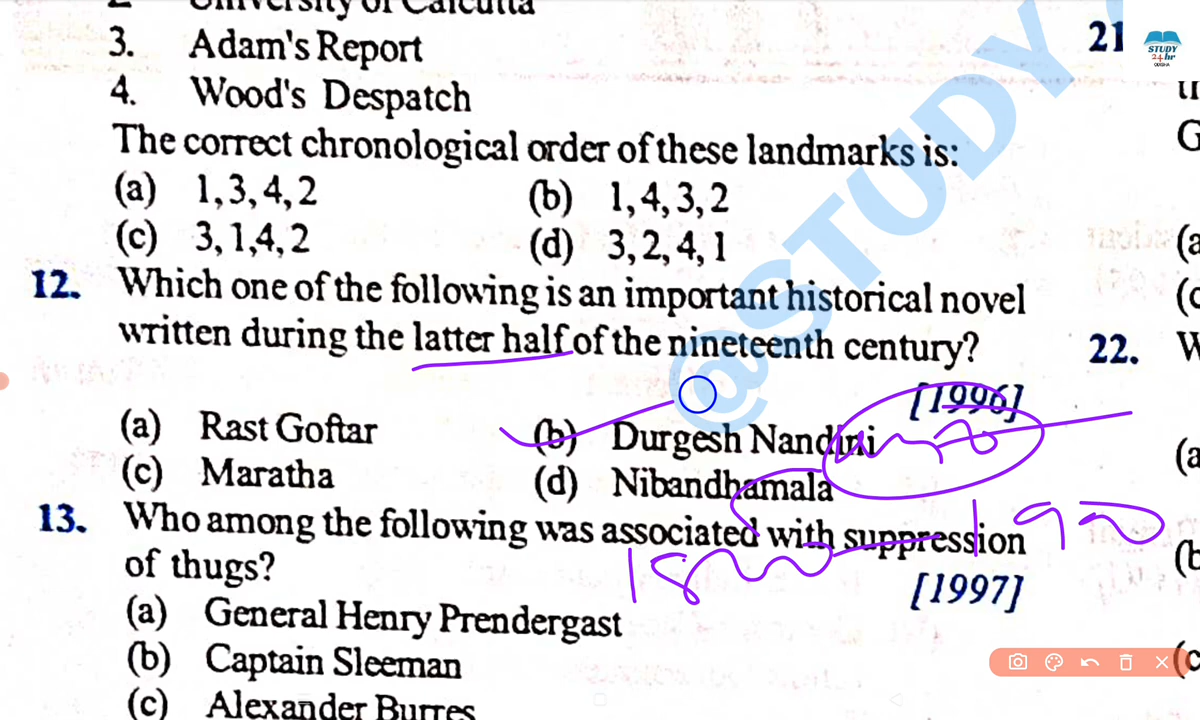 2 University of Calcutta
3. Adam's Report
4. Wood's Despatch
The correct chronological order of these landmarks is:
(a) 1, 3, 4, 2 (b) 1, 4, 3, 2
(c) 3, 1,4, 2 (d) 3, 2, 4, 1
12. Which one of the following is an important historical novel
written during the latter half of the nineteenth century?
[1996]
(a) Rast Goftar (b) Durgesh Nandini
(c) Maratha (d) Nibandhamala
13. Who among the following was associated with suppression
of thugs? [1997]
(a) General Henry Prendergast
(b) Captain Sleeman
(c) Alexander Burres
21
STUDY
24 hr
ODISHA
G
(a
(c
22. W
(a
(b
(c
@STUDY